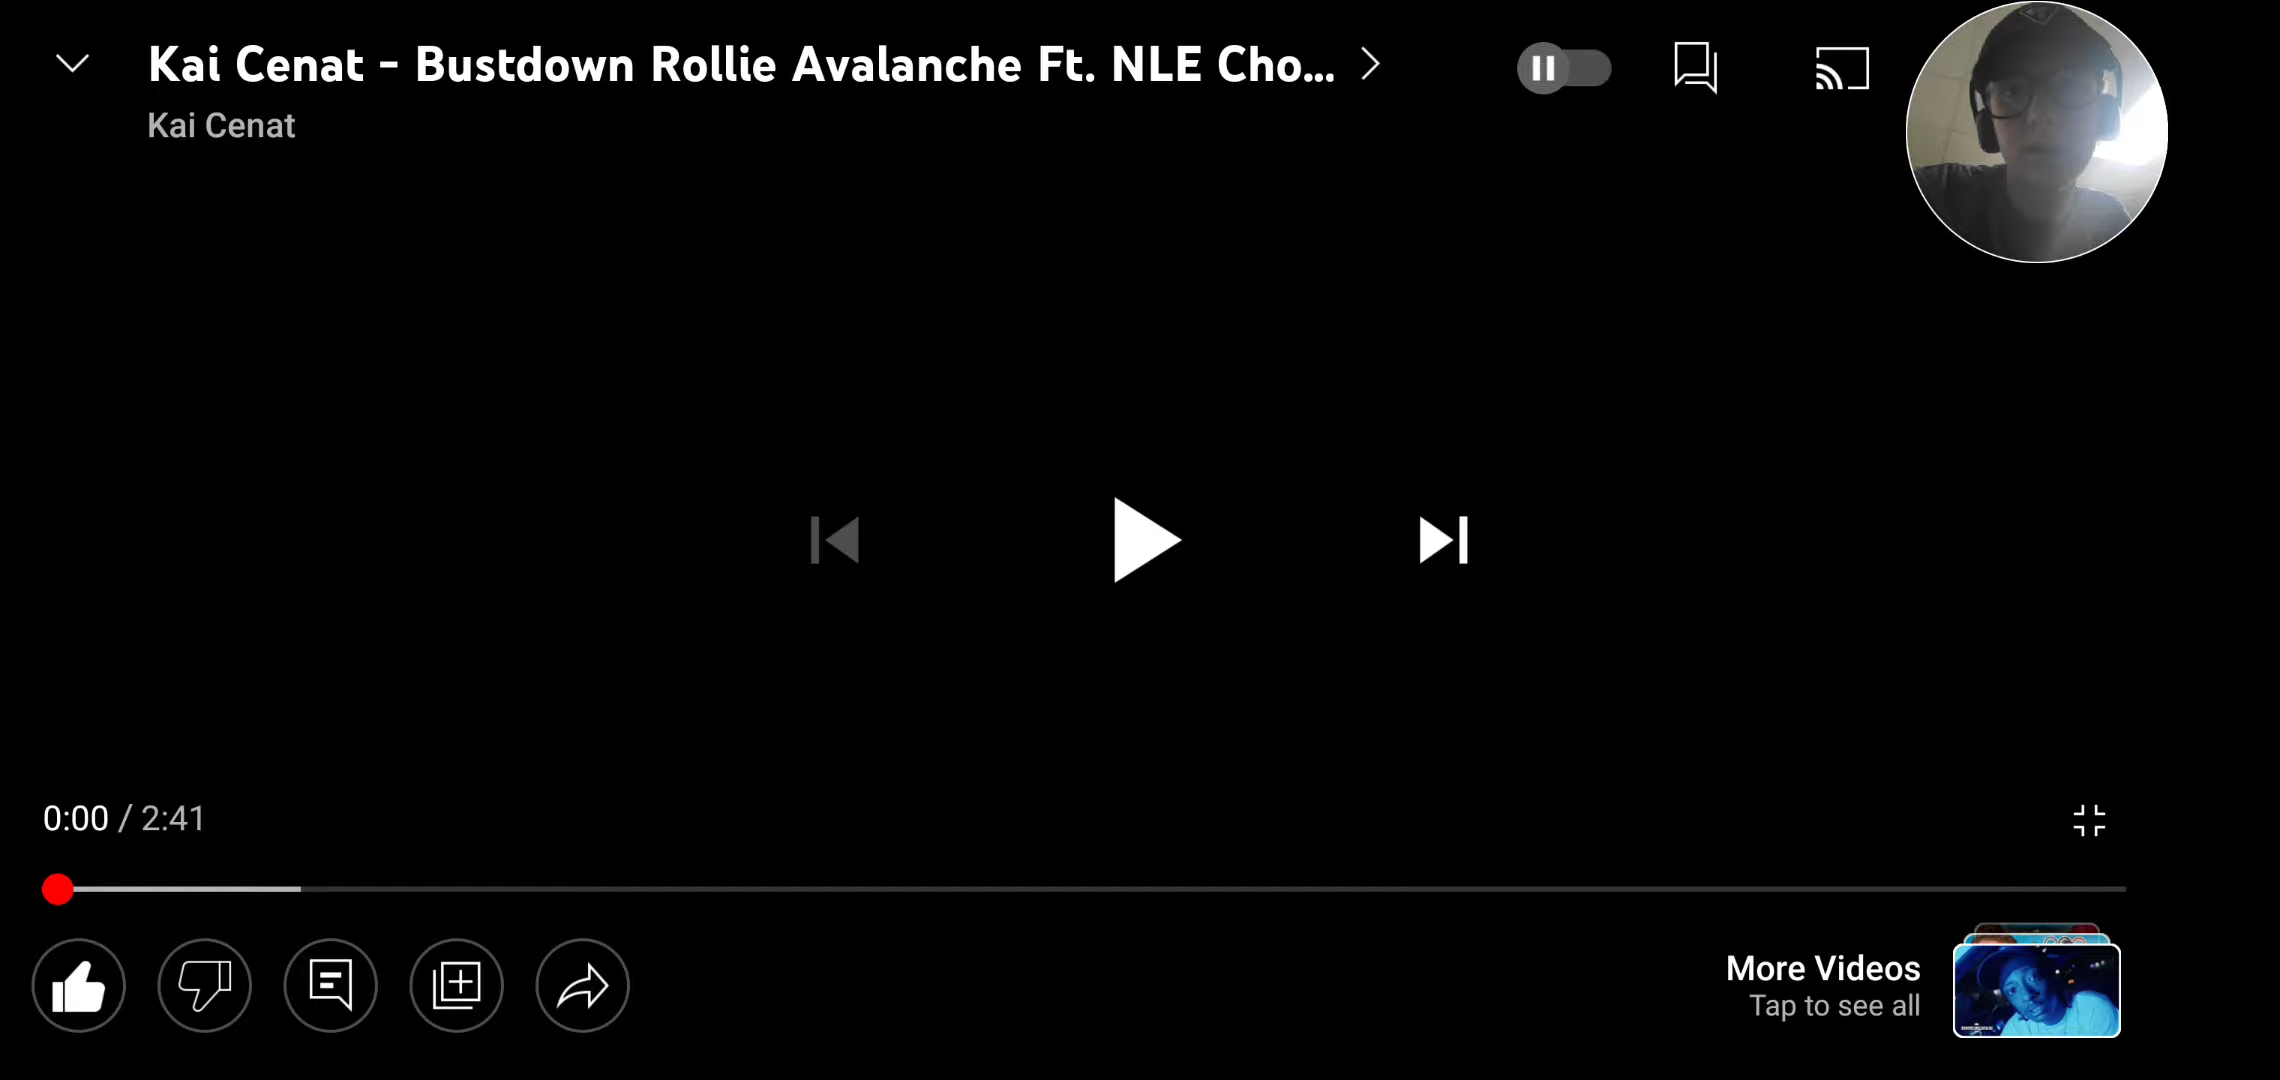 Kai Cenat - Bustdown Rollie Avalanche Ft. NLE Cho...
Kai Cenat
0:00 / 2:41
More Videos
Tap to see all